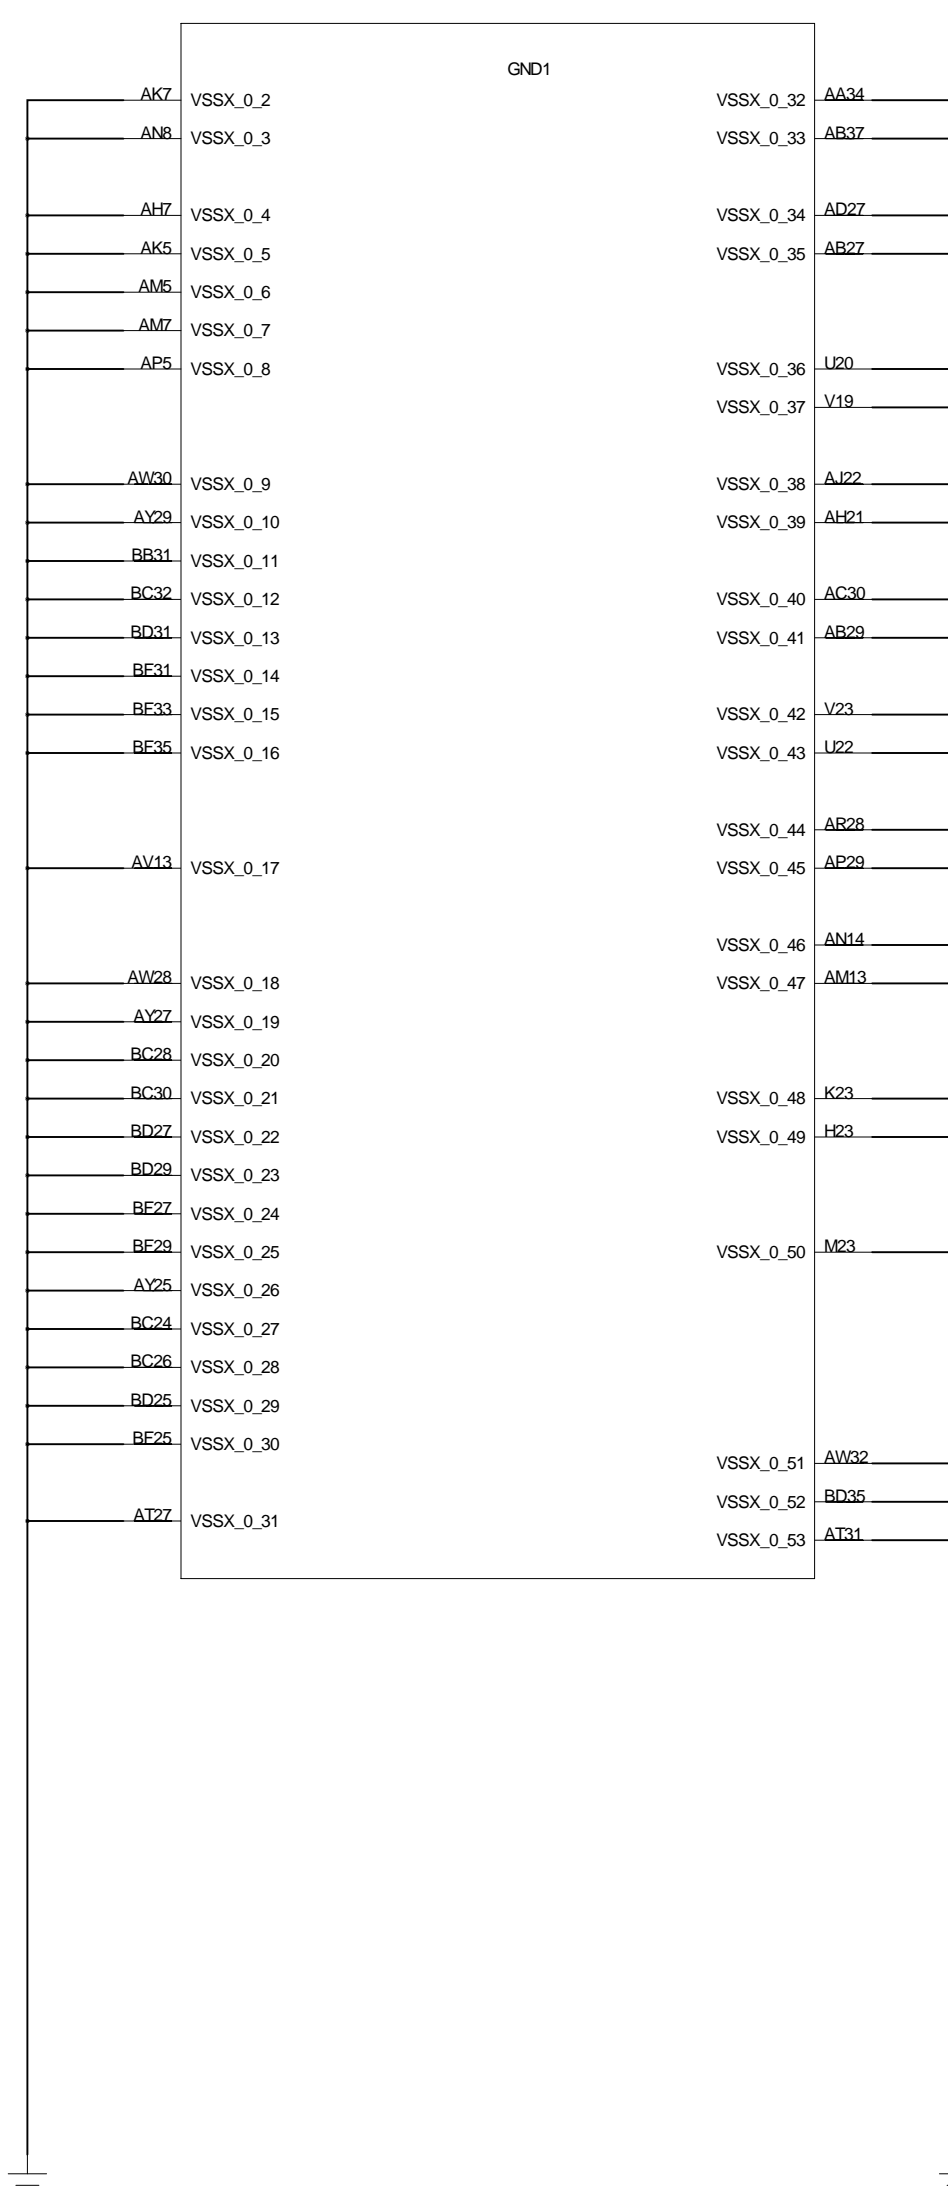 GND1
AK7 VSSX_0_2 VSSX_0_32 AA34
AN8 VSSX_0_3 VSSX_0_33 AB37
AH7 VSSX_0_4 VSSX_0_34 AD27
AK5 VSSX_0_5 VSSX_0_35 AB27
AM5 VSSX_0_6
AM7 VSSX_0_7
AP5 VSSX_0_8 VSSX_0_36 U20
VSSX_0_37 V19
AW30 VSSX_0_9 VSSX_0_38 AJ22
AY29 VSSX_0_10 VSSX_0_39 AH21
BB31 VSSX_0_11
BC32 VSSX_0_12 VSSX_0_40 AC30
BD31 VSSX_0_13 VSSX_0_41 AB29
BF31 VSSX_0_14
BF33 VSSX_0_15 VSSX_0_42 V23
BF35 VSSX_0_16 VSSX_0_43 U22
VSSX_0_44 AR28
AV13 VSSX_0_17 VSSX_0_45 AP29
VSSX_0_46 AN14
AW28 VSSX_0_18 VSSX_0_47 AM13
AY27 VSSX_0_19
BC28 VSSX_0_20
BC30 VSSX_0_21 VSSX_0_48 K23
BD27 VSSX_0_22 VSSX_0_49 H23
BD29 VSSX_0_23
BF27 VSSX_0_24
BF29 VSSX_0_25 VSSX_0_50 M23
AY25 VSSX_0_26
BC24 VSSX_0_27
BC26 VSSX_0_28
BD25 VSSX_0_29
BF25 VSSX_0_30
VSSX_0_51 AW32
VSSX_0_52 BD35
AT27 VSSX_0_31
VSSX_0_53 AT31